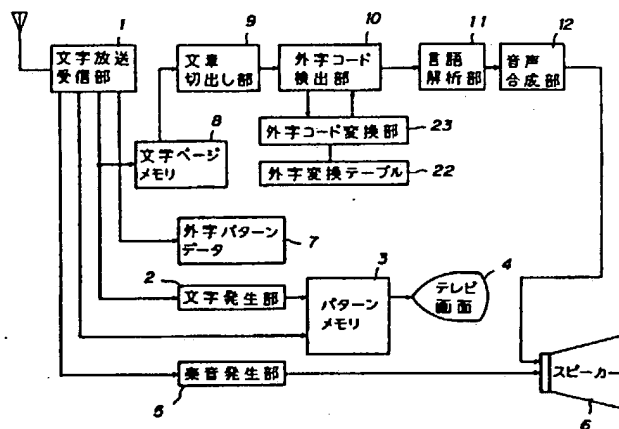 1
文字放送
受信部
9
文章
切出し部
10
外字コード
検出部
11
言語
解析部
12
音声
合成部
8
文字ページ
メモリ
外字コード変換部
23
外字変換テーブル
22
外字パターン
データ
7
2
文字発生部
3
パターン
メモリ
4
テレビ
画面
楽音発生部
5
スピーカー
6